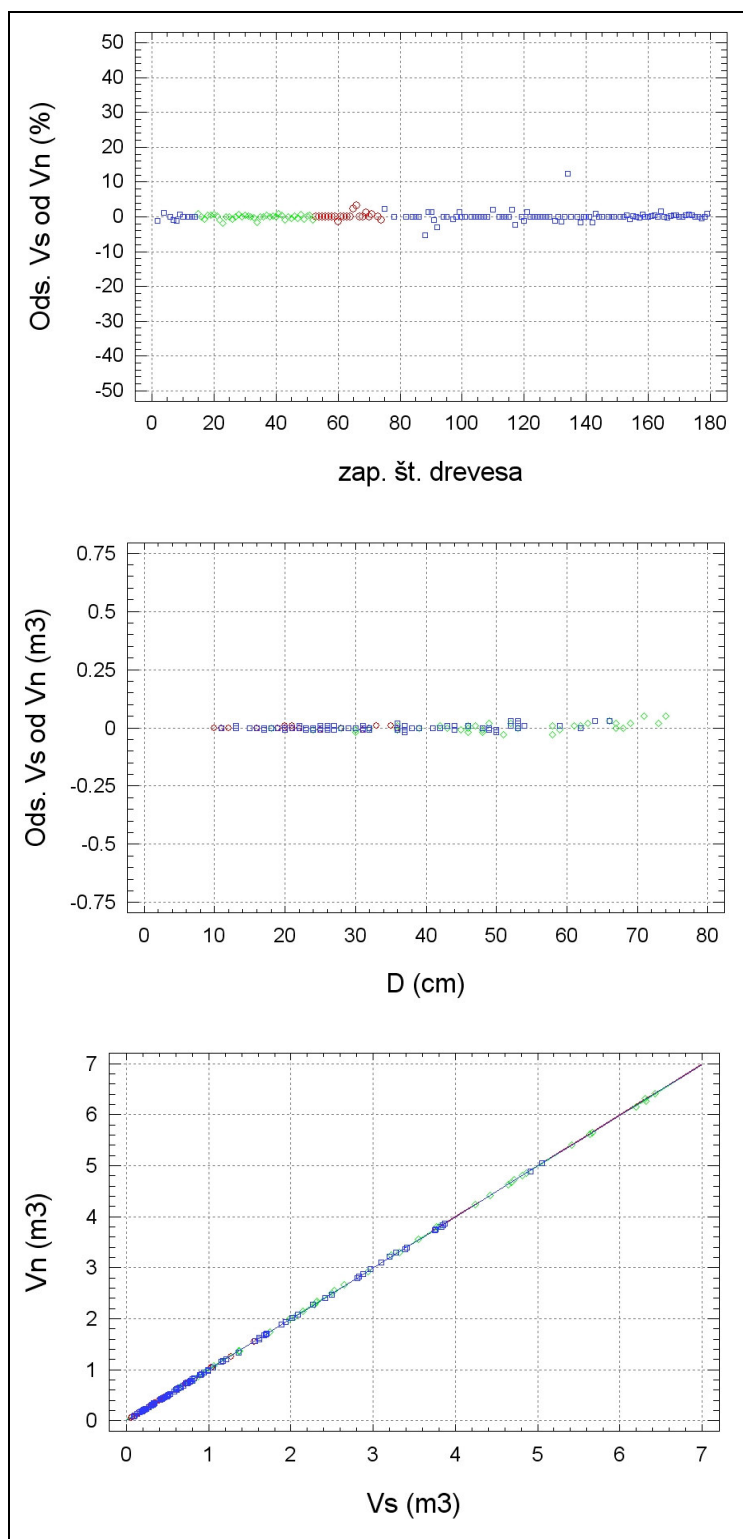 Ods. Vs od Vn (%)
50
40
30
20
10
0
-10
-20
-30
-40
-50
0 20 40 60 80 100 120 140 160 180
zap. št. drevesa
Ods. Vs od Vn (m3)
0.75
0.5
0.25
0
-0.25
-0.5
-0.75
0 10 20 30 40 50 60 70 80
D (cm)
Vn (m3)
7
6
5
4
3
2
1
0
0 1 2 3 4 5 6 7
Vs (m3)